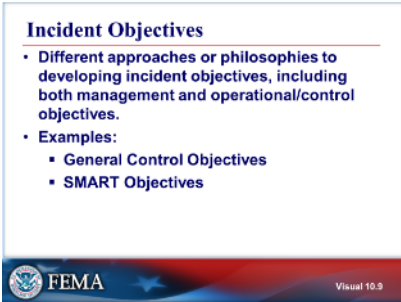 Incident Objectives
• Different approaches or philosophies to
developing incident objectives, including
both management and operational/control
objectives.
• Examples:
▪ General Control Objectives
▪ SMART Objectives
FEMA
Visual 10.9